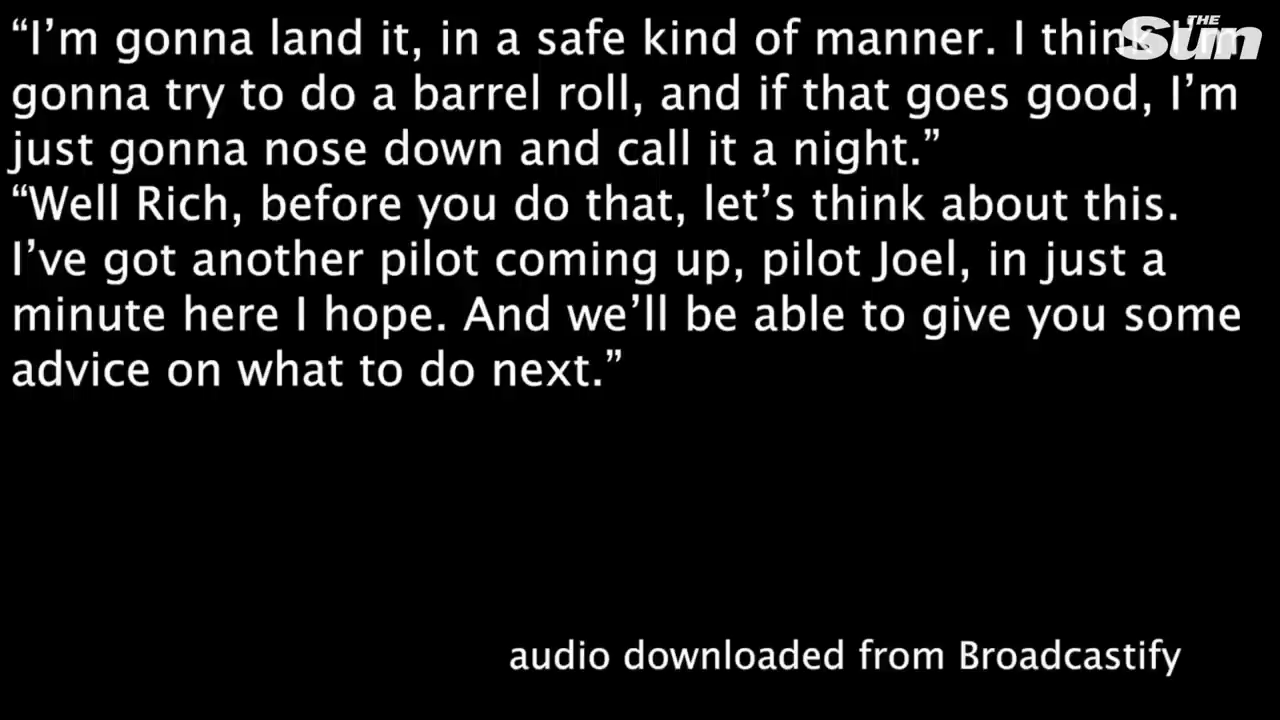 “I’m gonna land it, in a safe kind of manner. I think I’m
gonna try to do a barrel roll, and if that goes good, I’m
just gonna nose down and call it a night.”
“Well Rich, before you do that, let’s think about this.
I’ve got another pilot coming up, pilot Joel, in just a
minute here I hope. And we’ll be able to give you some
advice on what to do next.”
THE
Sun
audio downloaded from Broadcastify